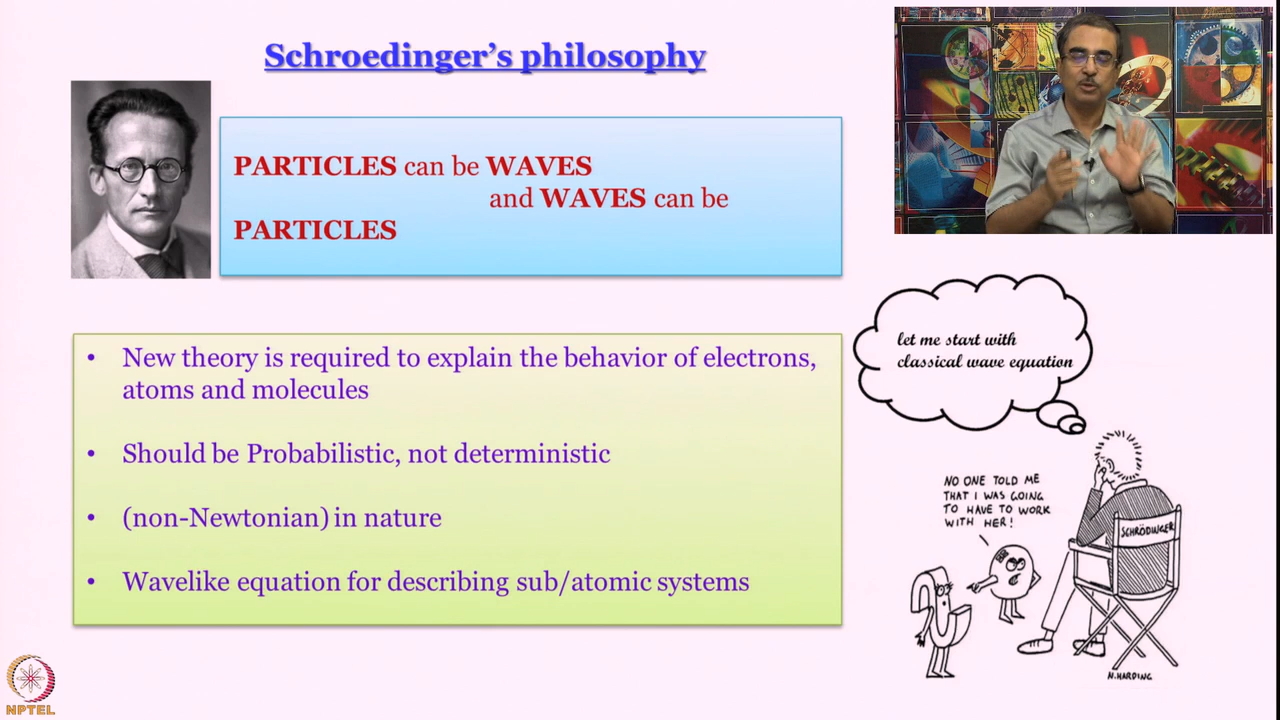 Schroedinger's philosophy
PARTICLES can be WAVES
and WAVES can be
PARTICLES
• New theory is required to explain the behavior of electrons,
atoms and molecules
• Should be Probabilistic, not deterministic
• (non-Newtonian) in nature
• Wavelike equation for describing sub/atomic systems
let me start with
classical wave equation
NO ONE TOLD ME
THAT I WAS GOING
TO HAVE TO WORK
WITH HER!
SCHRÖDINGER
N.HARDING
NPTEL